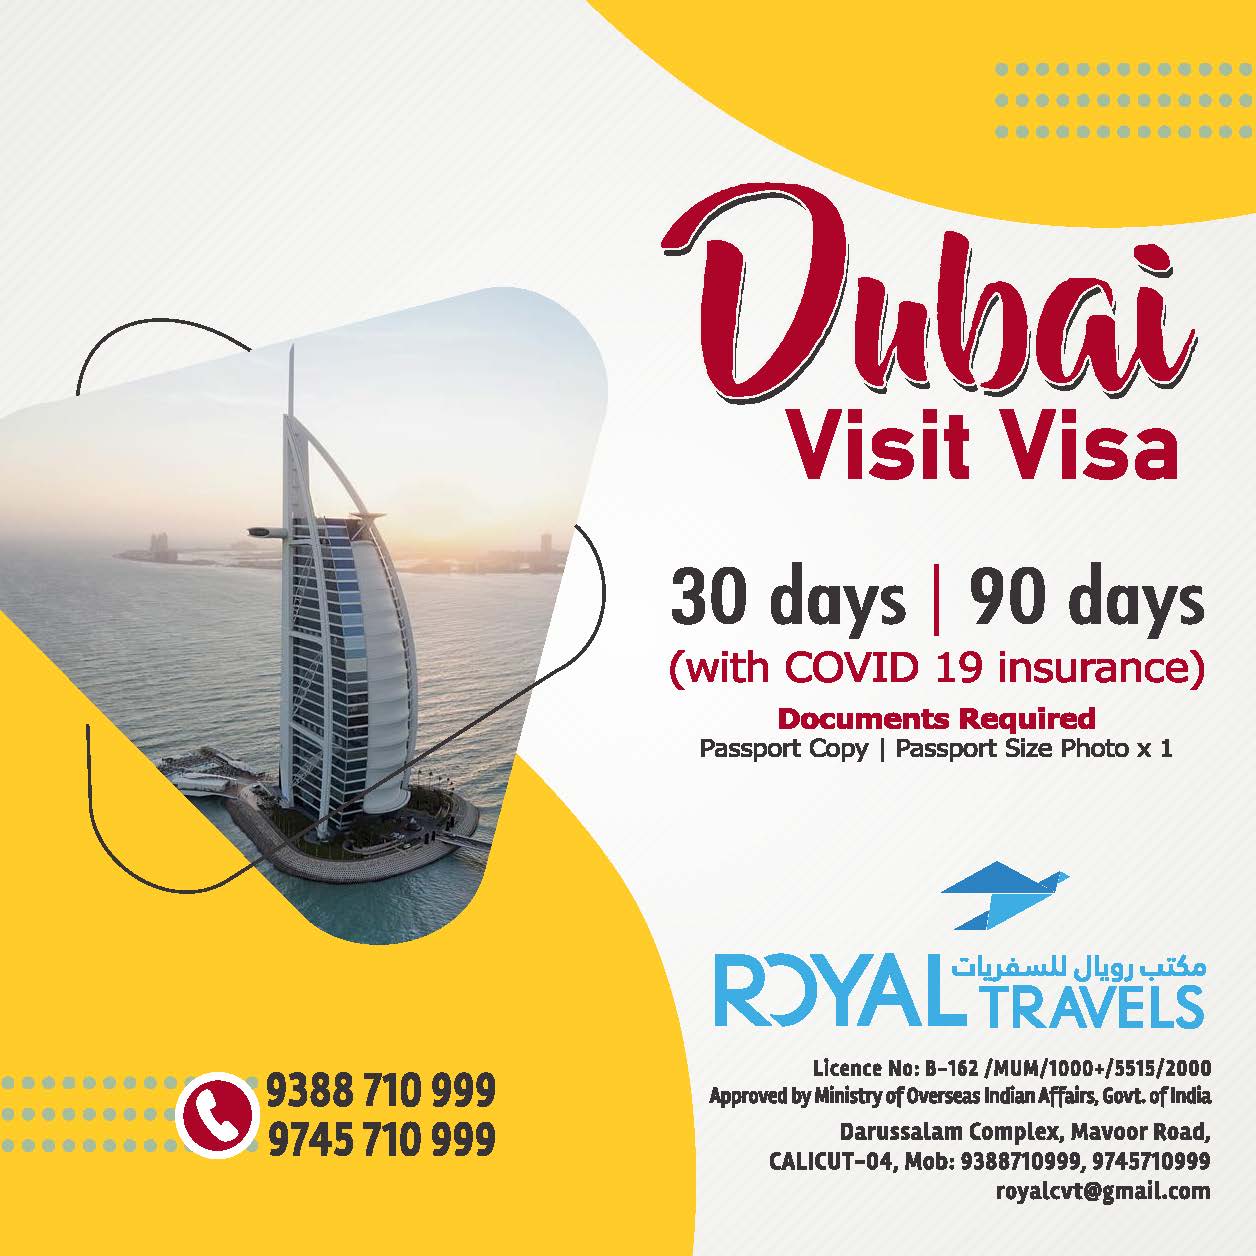 Dubai
Visit Visa
30 days | 90 days
(with COVID 19 insurance)
Documents Required
Passport Copy | Passport Size Photo x 1
مكتب رويال للسفريات
ROYAL
TRAVELS
Licence No: B-162 /MUM/1000+/5515/2000
Approved by Ministry of Overseas Indian Affairs, Govt. of India
Darussalam Complex, Mavoor Road,
CALICUT-04, Mob: 9388710999, 9745710999
royalcvt@gmail.com
9388 710 999
9745 710 999